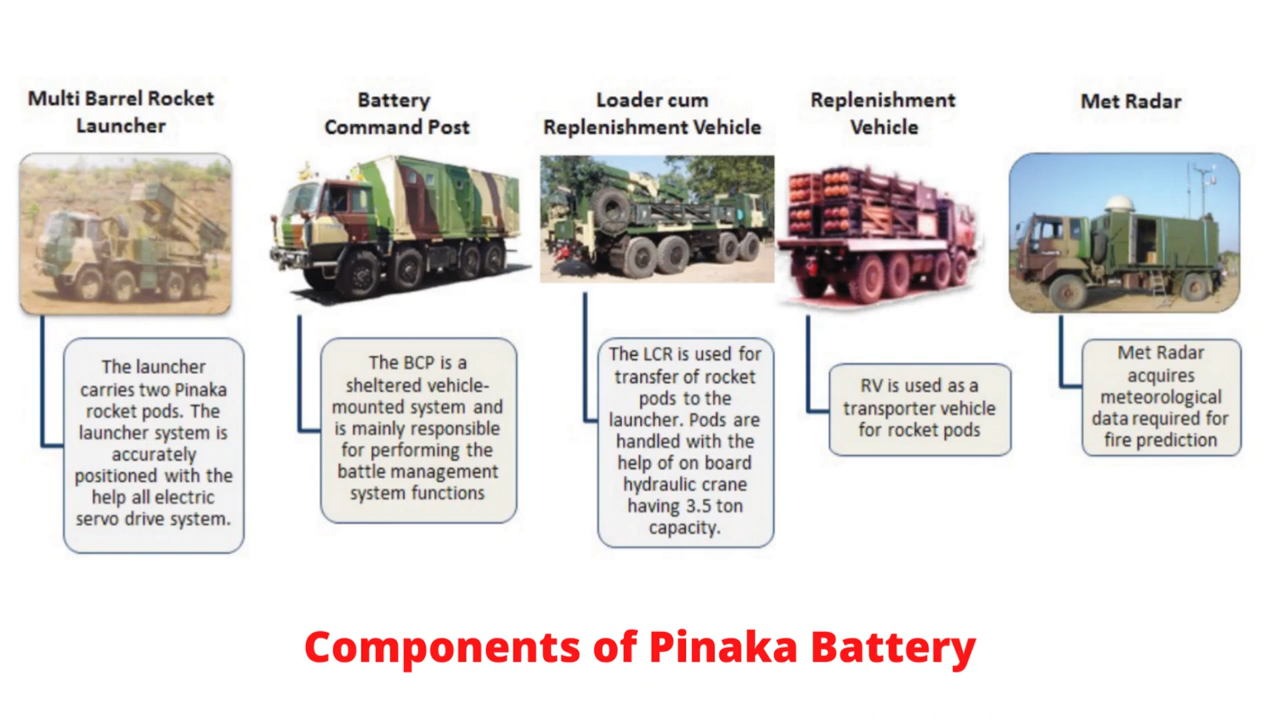 Multi Barrel Rocket
Launcher
The launcher
carries two Pinaka
rocket pods. The
launcher system is
accurately
positioned with the
help all electric
servo drive system.
Battery
Command Post
The BCP is a
sheltered vehicle-
mounted system and
is mainly responsible
for performing the
battle management
system functions
Loader cum
Replenishment Vehicle
The LCR is used for
transfer of rocket
pods to the
launcher. Pods are
handled with the
help of on board
hydraulic crane
having 3.5 ton
capacity.
Replenishment
Vehicle
RV is used as a
transporter vehicle
for rocket pods
Met Radar
Met Radar
acquires
meteorological
data required for
fire prediction
Components of Pinaka Battery